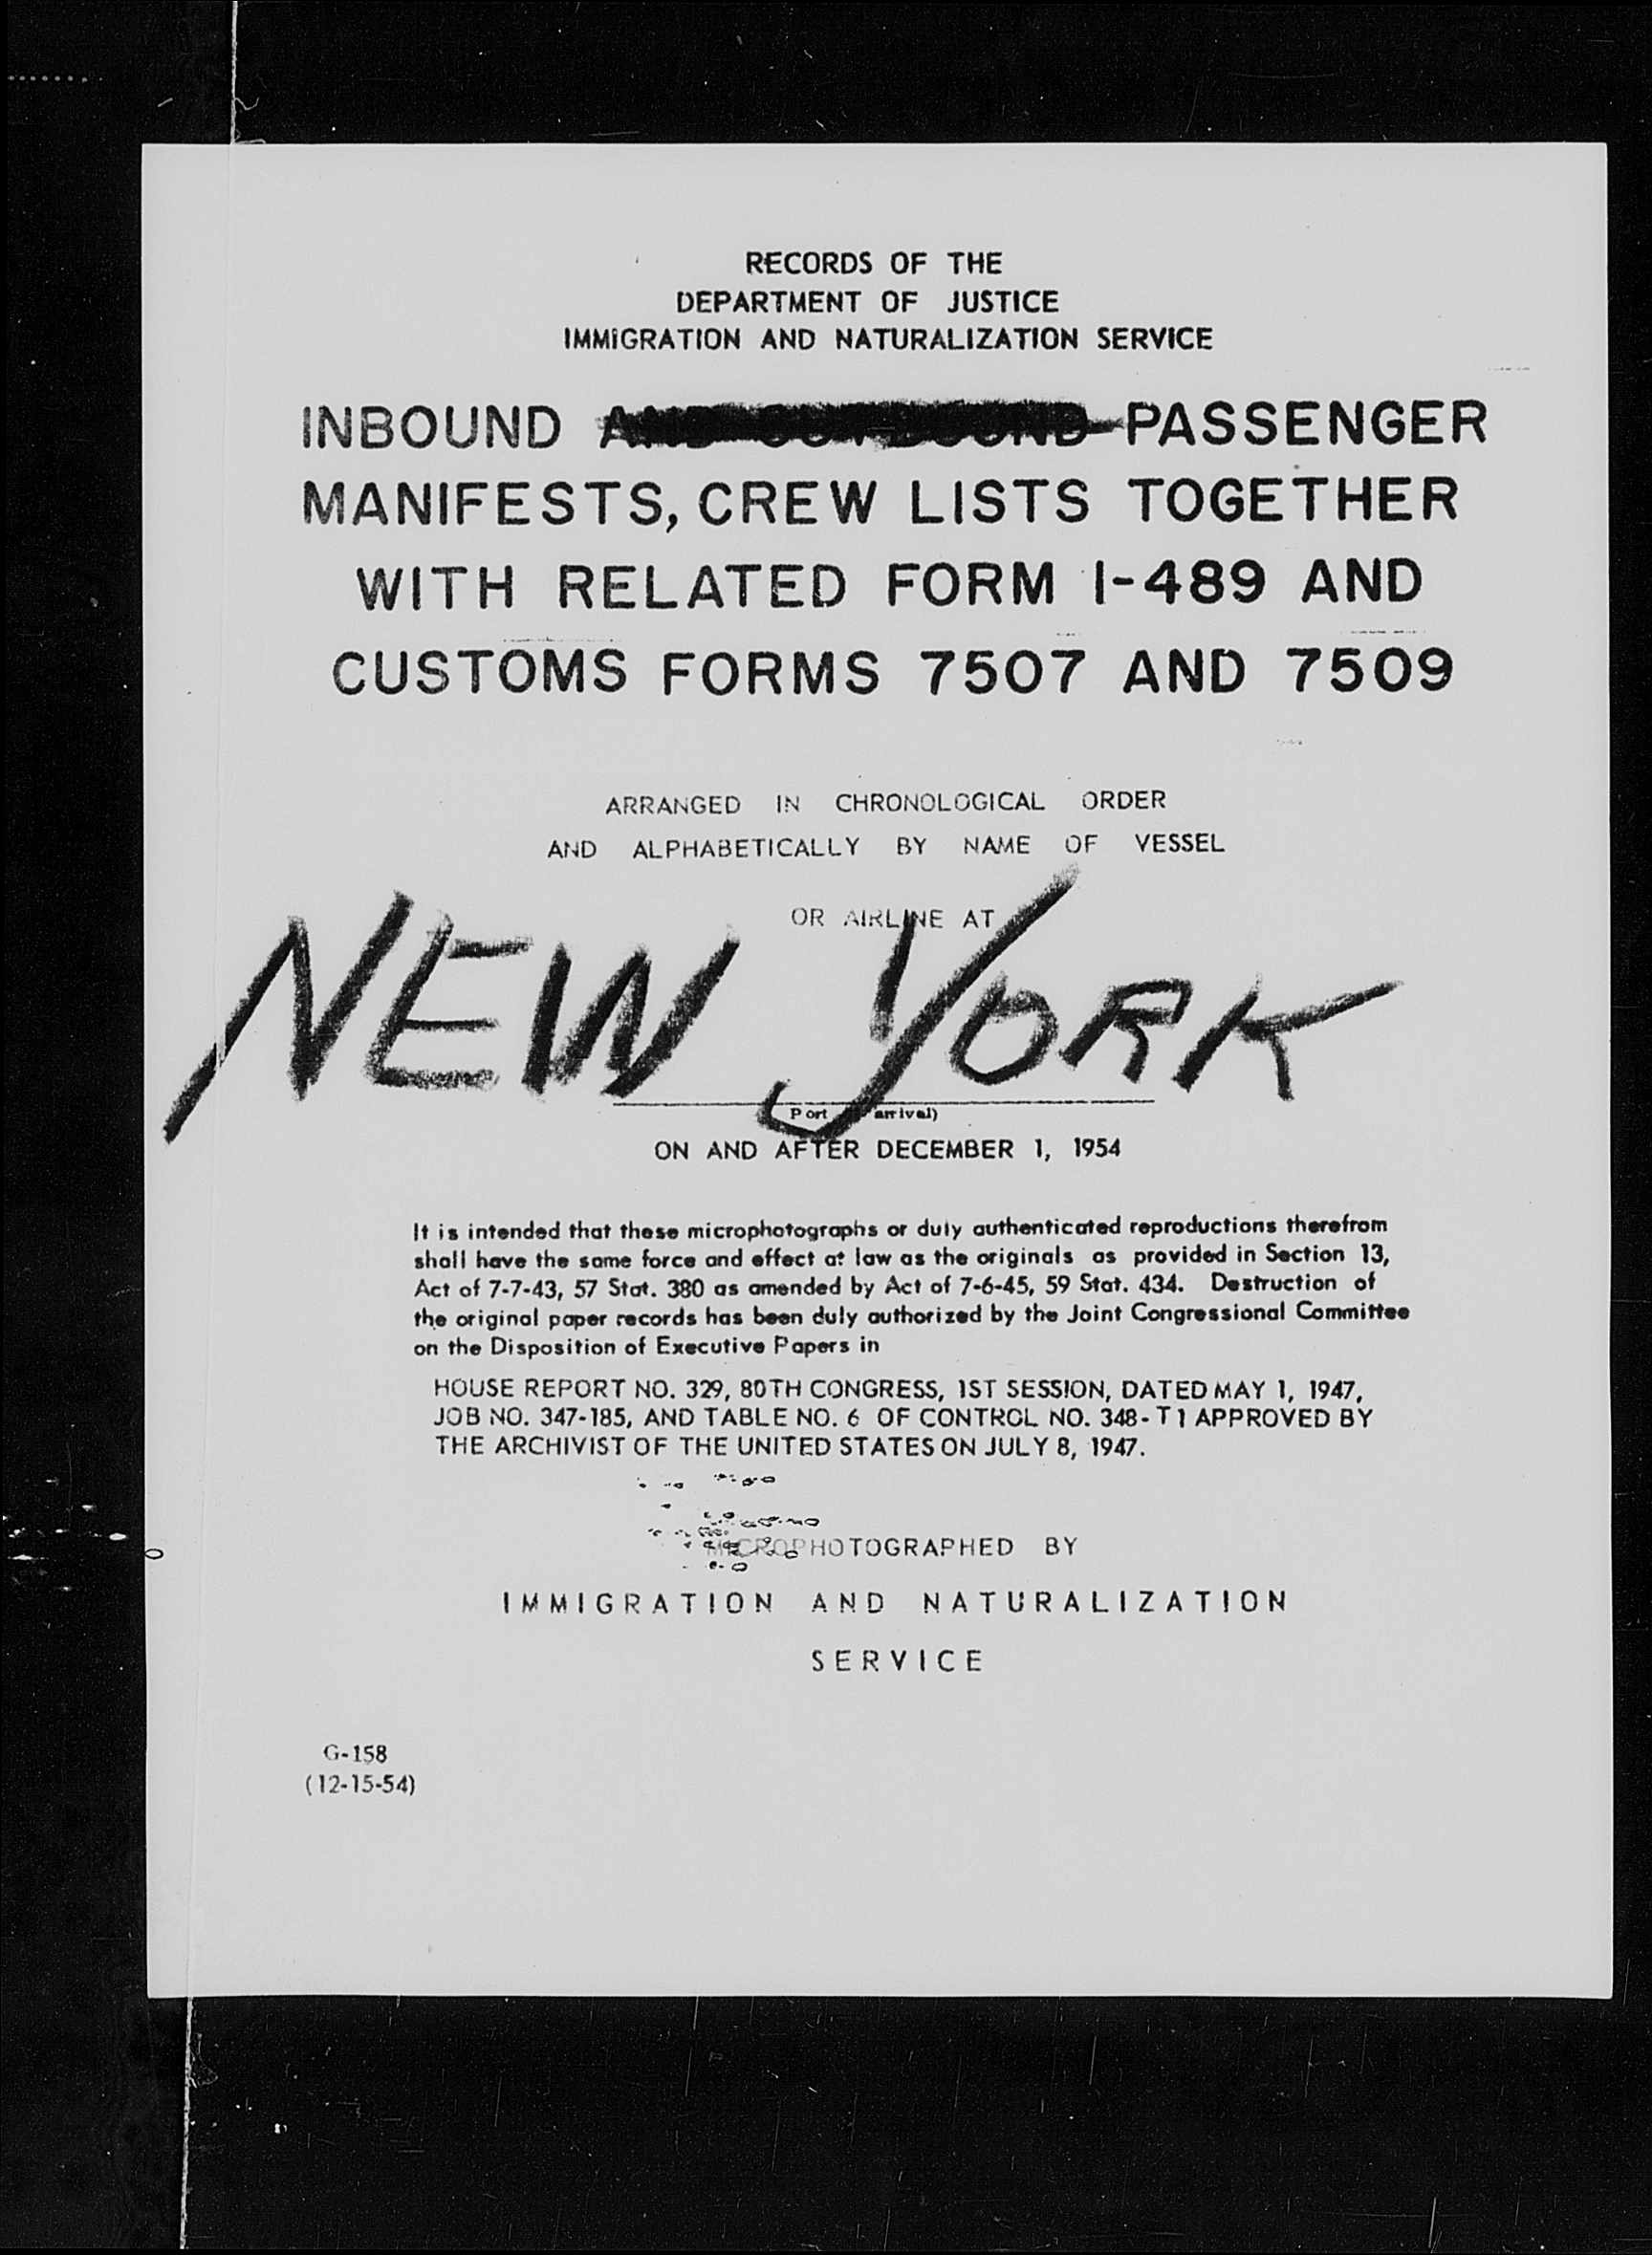 RECORDS OF THE
DEPARTMENT OF JUSTICE
IMMIGRATION AND NATURALIZATION SERVICE
INBOUND AND OUTBOUND PASSENGER
MANIFESTS, CREW LISTS TOGETHER
WITH RELATED FORM I-489 AND
CUSTOMS FORMS 7507 AND 7509
ARRANGED IN CHRONOLOGICAL ORDER
AND ALPHABETICALLY BY NAME OF VESSEL
OR AIRLINE AT
NEW YORK
(Port arrival)
ON AND AFTER DECEMBER 1, 1954
It is intended that these microphotographs or duly authenticated reproductions therefrom
shall have the same force and effect at law as the originals as provided in Section 13,
Act of 7-7-43, 57 Stat. 380 as amended by Act of 7-6-45, 59 Stat. 434. Destruction of
the original paper records has been duly authorized by the Joint Congressional Committee
on the Disposition of Executive Papers in
HOUSE REPORT NO. 329, 80TH CONGRESS, 1ST SESSION, DATED MAY 1, 1947,
JOB NO. 347-185, AND TABLE NO. 6 OF CONTROL NO. 348-T1 APPROVED BY
THE ARCHIVIST OF THE UNITED STATES ON JULY 8, 1947.
MICROPHOTOGRAPHED BY
IMMIGRATION AND NATURALIZATION
SERVICE
G-158
(12-15-54)